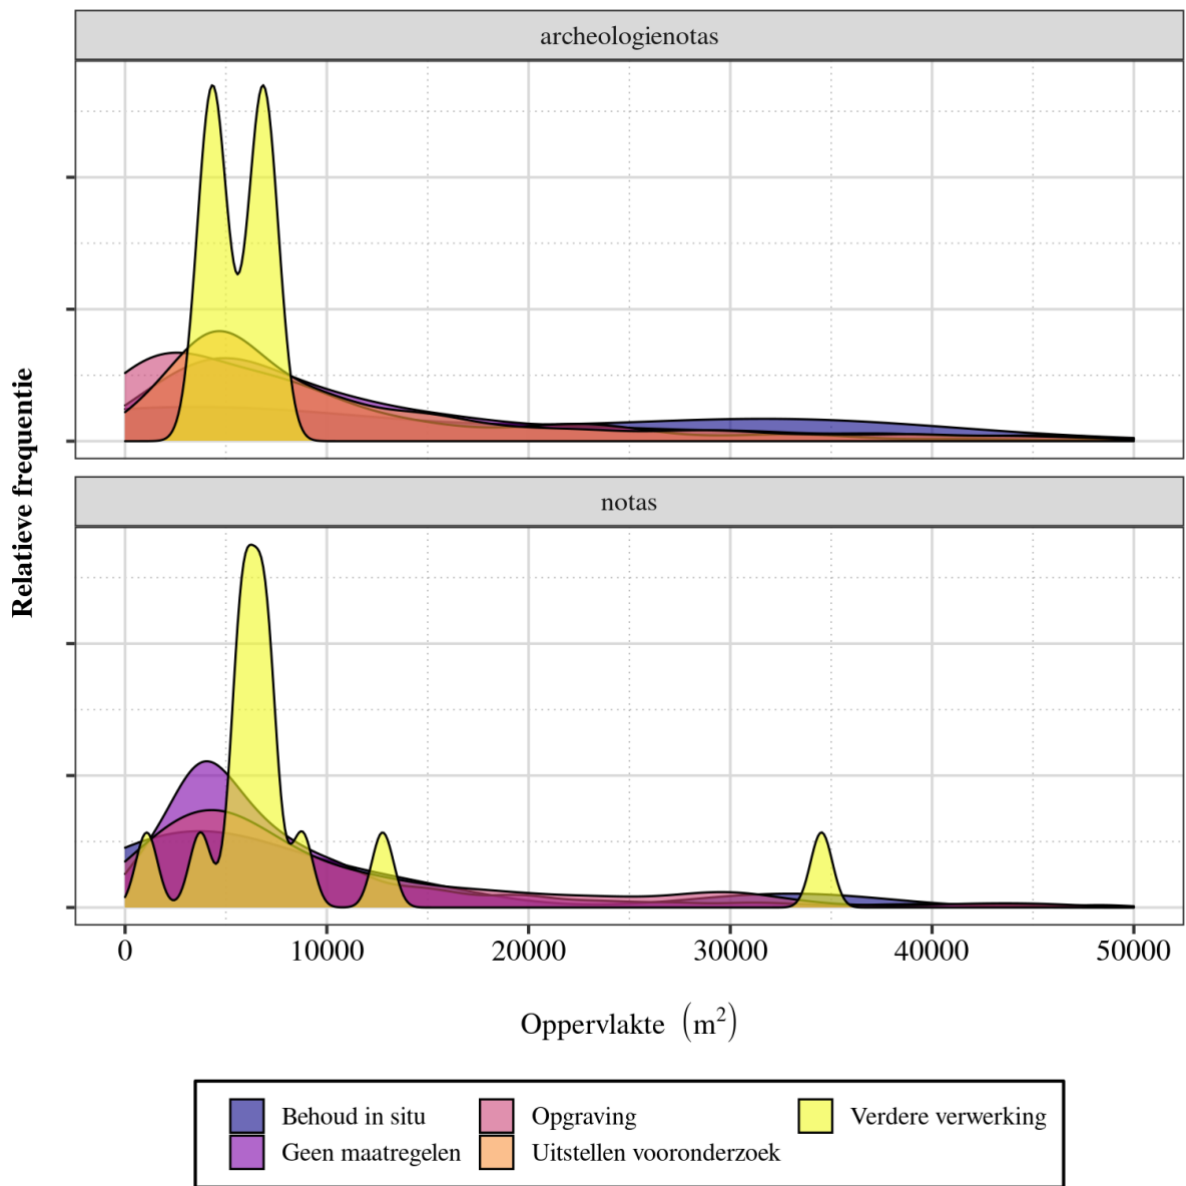 archeologienotas
Relatieve frequentie
notas
0 10000 20000 30000 40000 50000
Oppervlakte (m²)
Behoud in situ Opgraving Verdere verwerking
Geen maatregelen Uitstellen vooronderzoek